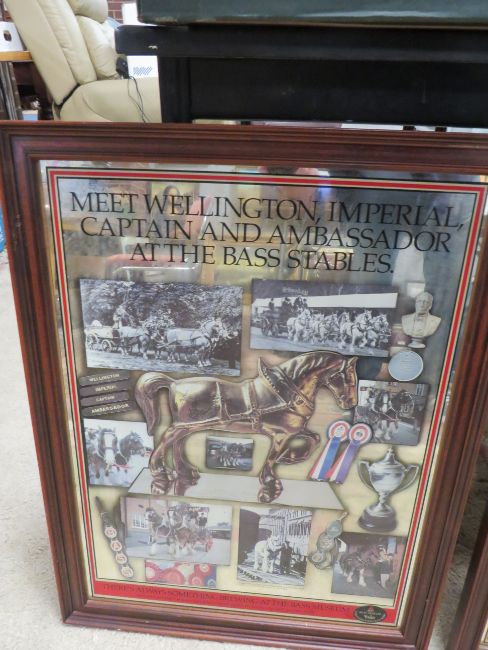 MEET WELLINGTON, IMPERIAL,
CAPTAIN AND AMBASSADOR
AT THE BASS STABLES.
WELLINGTON
IMPERIAL
CAPTAIN
AMBASSADOR
BASS
THERE'S ALWAYS SOMETHING BREWING AT THE BASS MUSEUM.